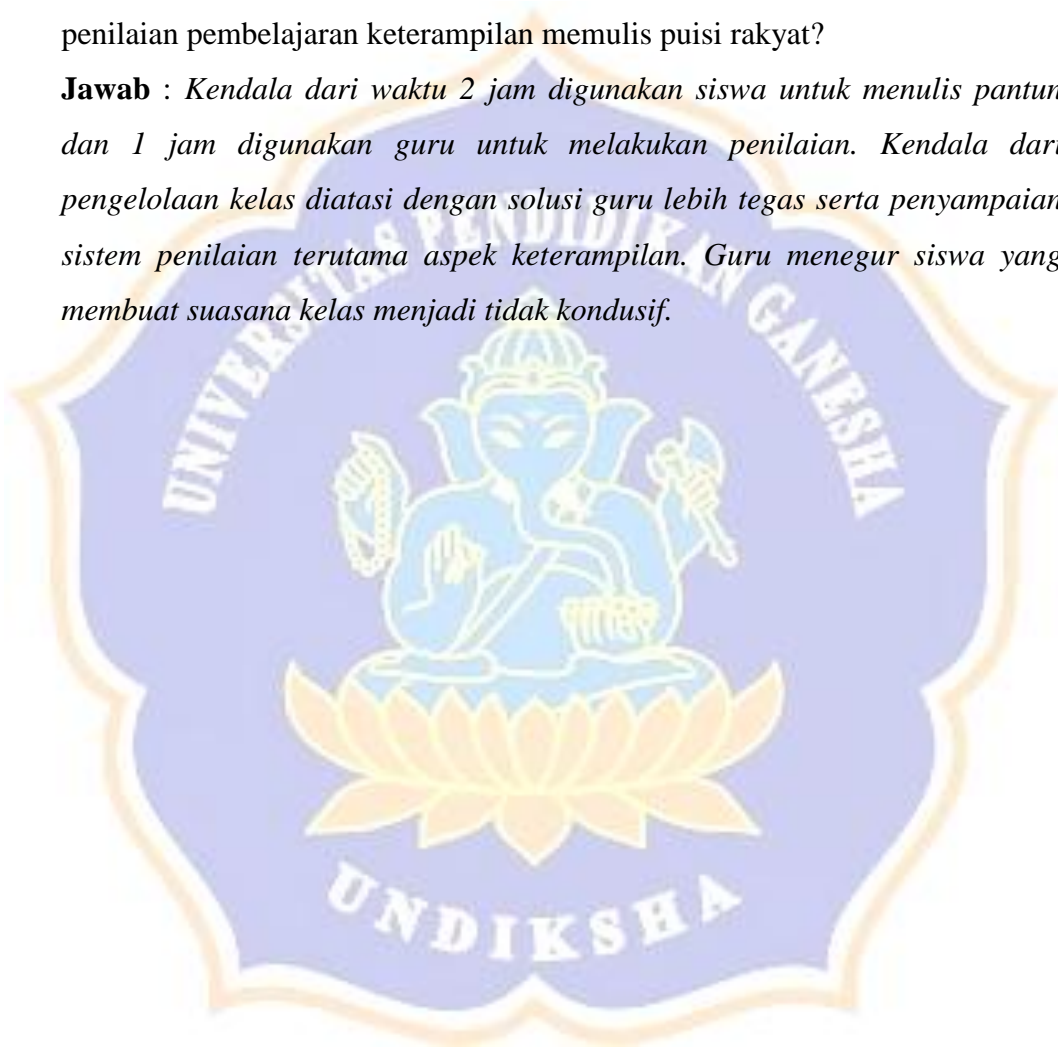 penilaian pembelajaran keterampilan memulis puisi rakyat?
Jawab : Kendala dari waktu 2 jam digunakan siswa untuk menulis pantun
dan 1 jam digunakan guru untuk melakukan penilaian. Kendala dari
pengelolaan kelas diatasi dengan solusi guru lebih tegas serta penyampaian
sistem penilaian terutama aspek keterampilan. Guru menegur siswa yang
membuat suasana kelas menjadi tidak kondusif.
UNIVERSITAS PENDIDIKAN GANESHA
UNDIKSHA